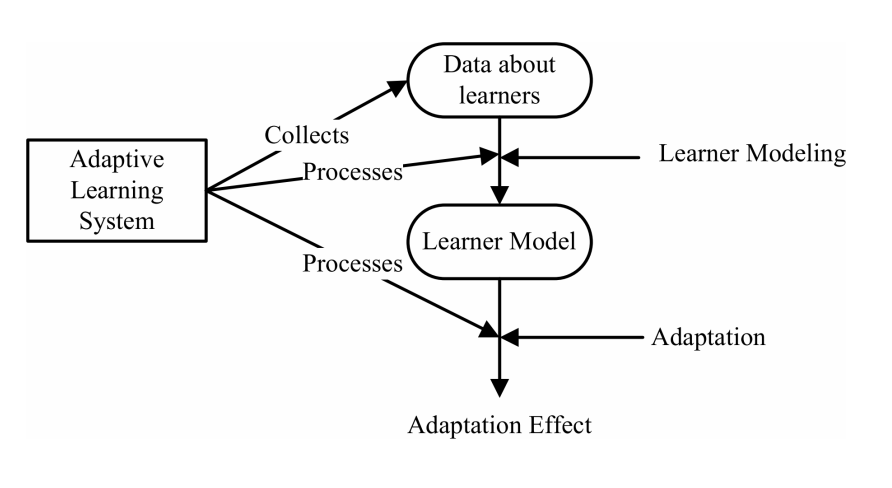 Data about
learners
Collects
Adaptive
Learning
System
Processes
Learner Modeling
Learner Model
Processes
Adaptation
Adaptation Effect